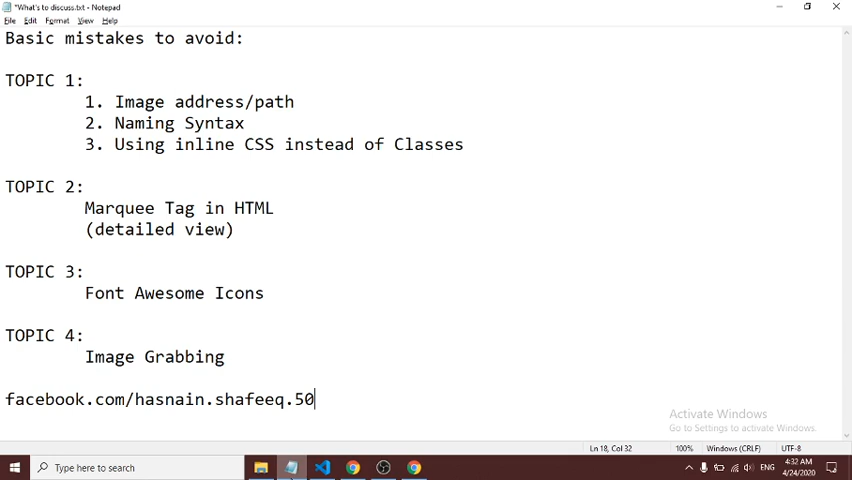 *What's to discuss.txt - Notepad
File Edit Format View Help
Basic mistakes to avoid:
TOPIC 1:
1. Image address/path
2. Naming Syntax
3. Using inline CSS instead of Classes
TOPIC 2:
Marquee Tag in HTML
(detailed view)
TOPIC 3:
Font Awesome Icons
TOPIC 4:
Image Grabbing
facebook.com/hasnain.shafeeq.50
Activate Windows
Go to Settings to activate Windows.
Ln 18, Col 32 100% Windows (CRLF) UTF-8
Type here to search ENG 4:32 AM
4/24/2020